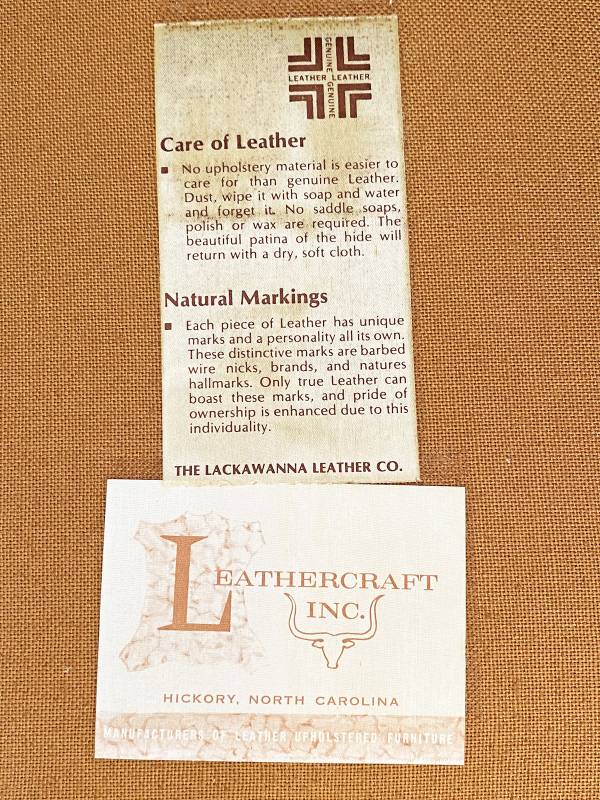 GENUINE
LEATHER LEATHER
GENUINE
Care of Leather
▪ No upholstery material is easier to
care for than genuine Leather.
Dust, wipe it with soap and water
and forget it. No saddle soaps,
polish or wax are required. The
beautiful patina of the hide will
return with a dry, soft cloth.
Natural Markings
▪ Each piece of Leather has unique
marks and a personality all its own.
These distinctive marks are barbed
wire nicks, brands, and natures
hallmarks. Only true Leather can
boast these marks, and pride of
ownership is enhanced due to this
individuality.
THE LACKAWANNA LEATHER CO.
LEATHERCRAFT
INC.
HICKORY, NORTH CAROLINA
MANUFACTURERS OF LEATHER UPHOLSTERED FURNITURE